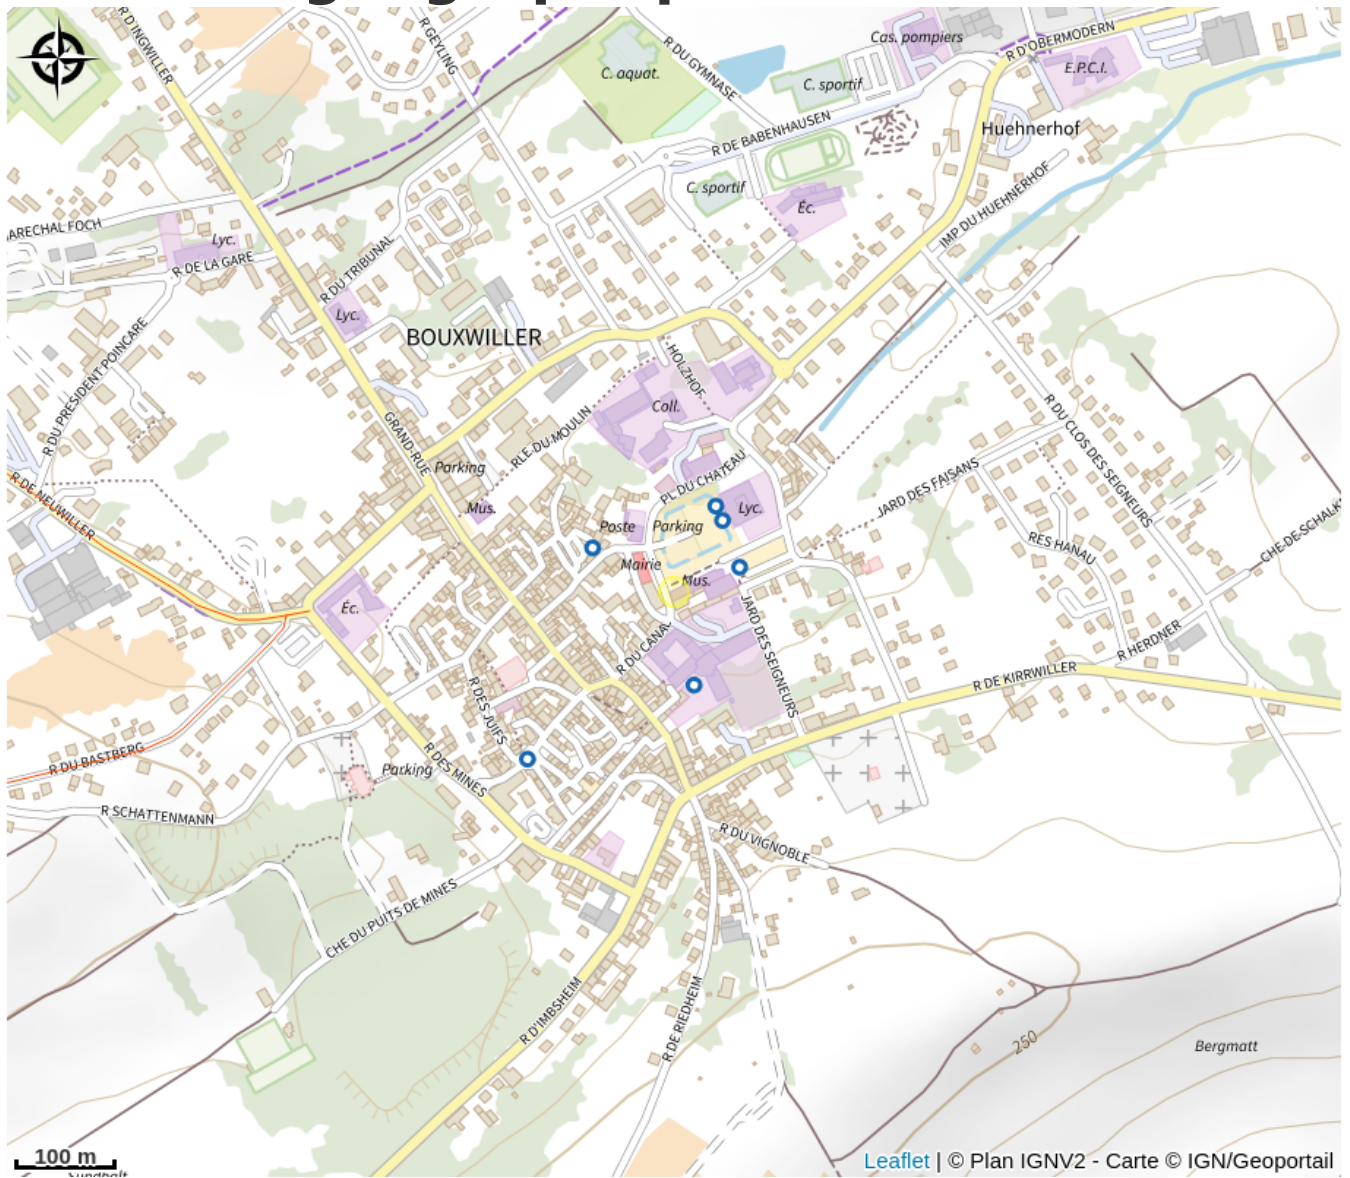 R D'INGWILLER
R GEYLING
R DU GYMNASE
C. aquat.
Cas. pompiers
R D'OBERMODERN
E.P.C.I.
C. sportif
R DE BABENHAUSEN
Huehnerhof
C. sportif
Éc.
IMP DU HUEHNERHOF
ARECHAL FOCH
Lyc.
R DE LA GARE
R DU TRIBUNAL
Lyc.
BOUXWILLER
R DU PRESIDENT POINCARE
HOLZHOF
Coll.
GRAND-RUE
RLE DU MOULIN
R DU CLOS DES SEIGNEURS
Parking
PL DU CHATEAU
JARD DES FAISANS
R DE NEUWILLER
Mus.
Poste
Parking
Lyc.
CHE DE SCHALK
RES HANAU
Mairie
Mus.
Éc.
JARD DES SEIGNEURS
R DU CANAL
R HERDNER
R DE KIRRWILLER
R DES JUIFS
R DU BASTBERG
R DES MINES
Parking
R SCHATTENMANN
R DU VIGNOBLE
CHE DU PUITS DE MINES
R D'IMBSHEIM
R DE RIEDHEIM
250
Bergmatt
100 m
Leaflet | © Plan IGNV2 - Carte © IGN/Geoportail